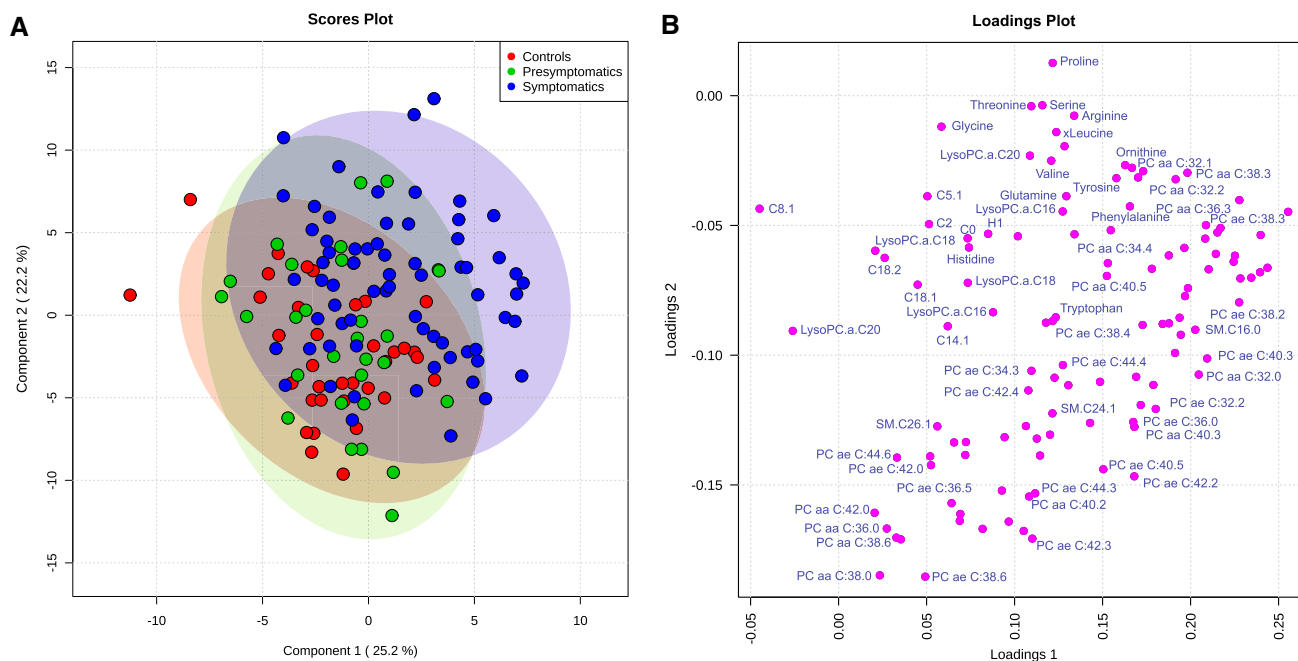 A
Scores Plot
Controls
Presymptomatics
Symptomatics
15
10
5
0
-5
-10
-15
Component 2 ( 22.2 %)
-10
-5
0
5
10
Component 1 ( 25.2 %)
B
Loadings Plot
Proline
Threonine
Serine
Arginine
Glycine
xLeucine
LysoPC.a.C20
Ornithine
PC aa C:32.1
Valine
PC aa C:38.3
Tyrosine
PC aa C:32.2
C5.1
Glutamine
C8.1
LysoPC.a.C16
PC aa C:36.3
Phenylalanine
PC ae C:38.3
C2
C0
H1
LysoPC.a.C18
Histidine
PC aa C:34.4
C18.2
LysoPC.a.C18
PC aa C:40.5
C18.1
Tryptophan
LysoPC.a.C16
PC ae C:38.2
LysoPC.a.C20
C14.1
PC ae C:38.4
SM.C16.0
PC ae C:40.3
PC ae C:34.3
PC ae C:44.4
PC aa C:32.0
PC ae C:42.4
SM.C24.1
PC ae C:32.2
SM.C26.1
PC ae C:36.0
PC aa C:40.3
PC ae C:44.6
PC aa C:42.0
PC ae C:40.5
PC ae C:42.2
PC ae C:36.5
PC ae C:44.3
PC aa C:40.2
PC aa C:42.0
PC aa C:36.0
PC aa C:38.6
PC ae C:42.3
PC aa C:38.0
PC ae C:38.6
0.00
-0.05
-0.10
-0.15
Loadings 2
-0.05
0.00
0.05
0.10
0.15
0.20
0.25
Loadings 1